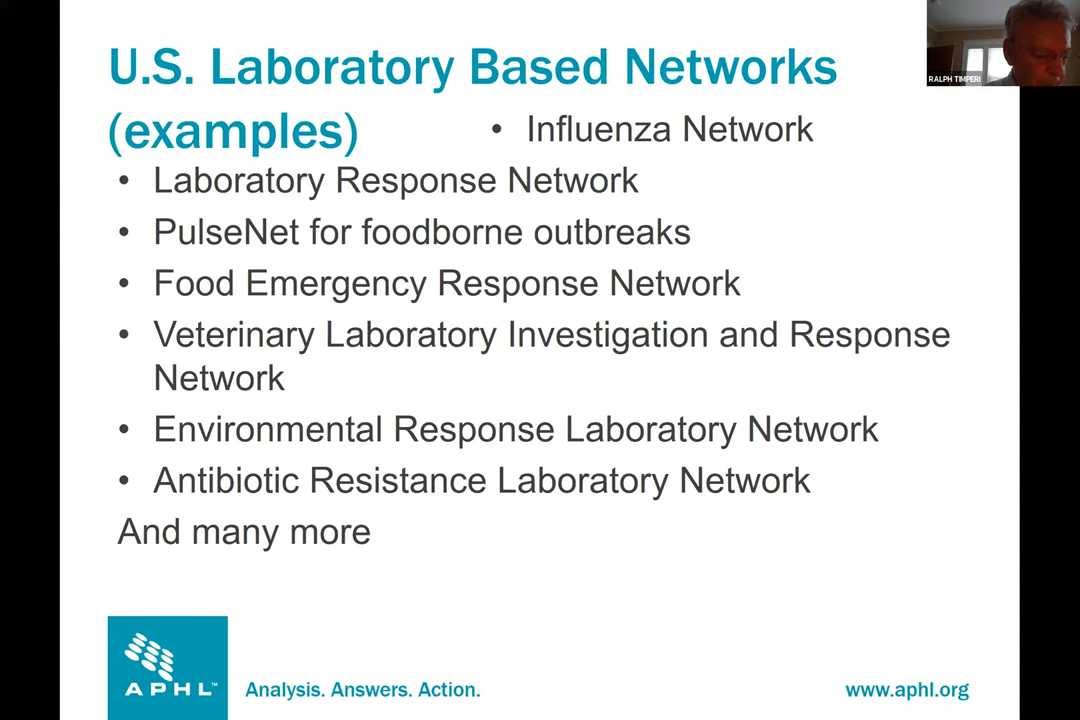 U.S. Laboratory Based Networks
(examples)
• Influenza Network
• Laboratory Response Network
• PulseNet for foodborne outbreaks
• Food Emergency Response Network
• Veterinary Laboratory Investigation and Response
Network
• Environmental Response Laboratory Network
• Antibiotic Resistance Laboratory Network
And many more
APHL™
Analysis. Answers. Action.
www.aphl.org
RALPH TIMPERI